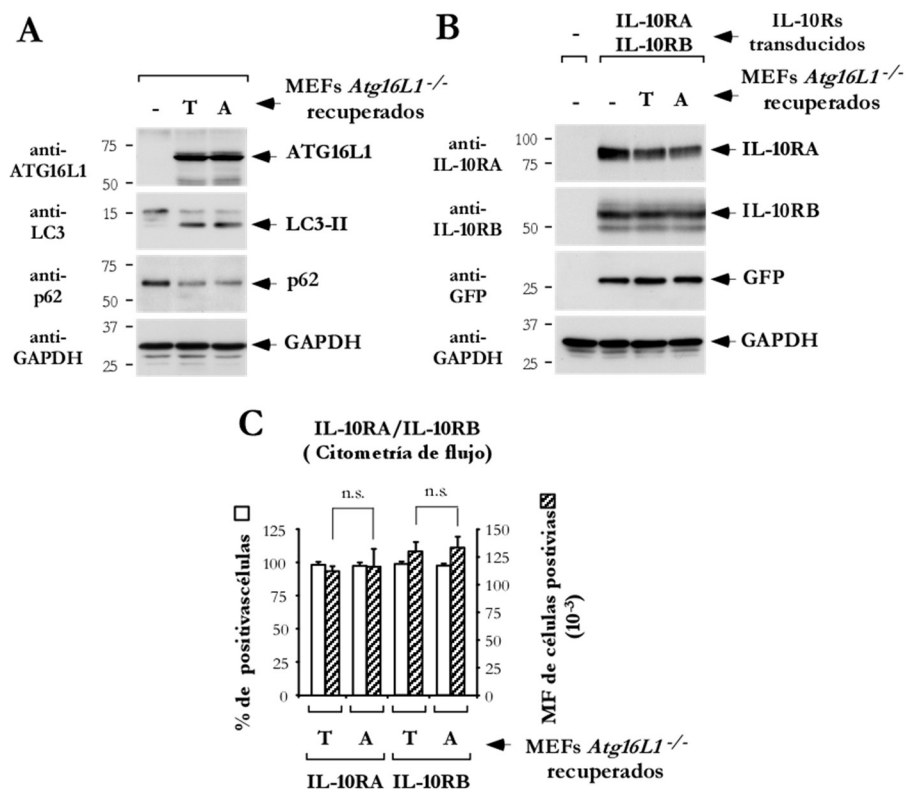 A
- T A
MEFs Atg16L1-/-
recuperados
anti-
ATG16L1
75
50
ATG16L1
anti-
LC3
15
LC3-II
anti-
p62
75
50
p62
anti-
GAPDH
37
25
GAPDH
B
-
IL-10RA
IL-10RB
IL-10Rs
transducidos
- - T A
MEFs Atg16L1-/-
recuperados
anti-
IL-10RA
100
75
IL-10RA
anti-
IL-10RB
50
IL-10RB
anti-
GFP
25
GFP
anti-
GAPDH
37
25
GAPDH
C
IL-10RA/IL-10RB
( Citometría de flujo)
n.s. n.s.
% de positivascélulas
125
100
75
50
25
0
150
125
100
75
50
25
0
MF de células postivias
(10-3)
T A T A
IL-10RA IL-10RB
MEFs Atg16L1-/-
recuperados